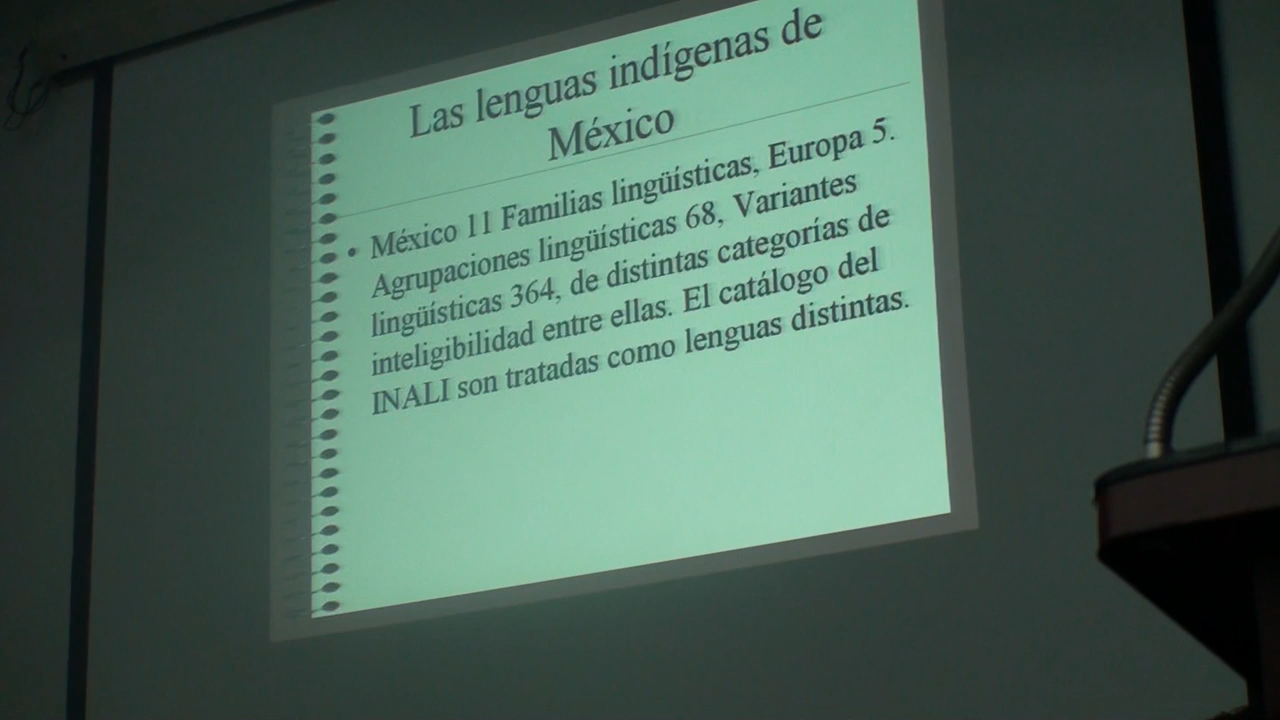 Las lenguas indígenas de
México
• México 11 Familias lingüísticas, Europa 5.
Agrupaciones lingüísticas 68, Variantes
lingüísticas 364, de distintas categorías de
inteligibilidad entre ellas. El catálogo del
INALI son tratadas como lenguas distintas.